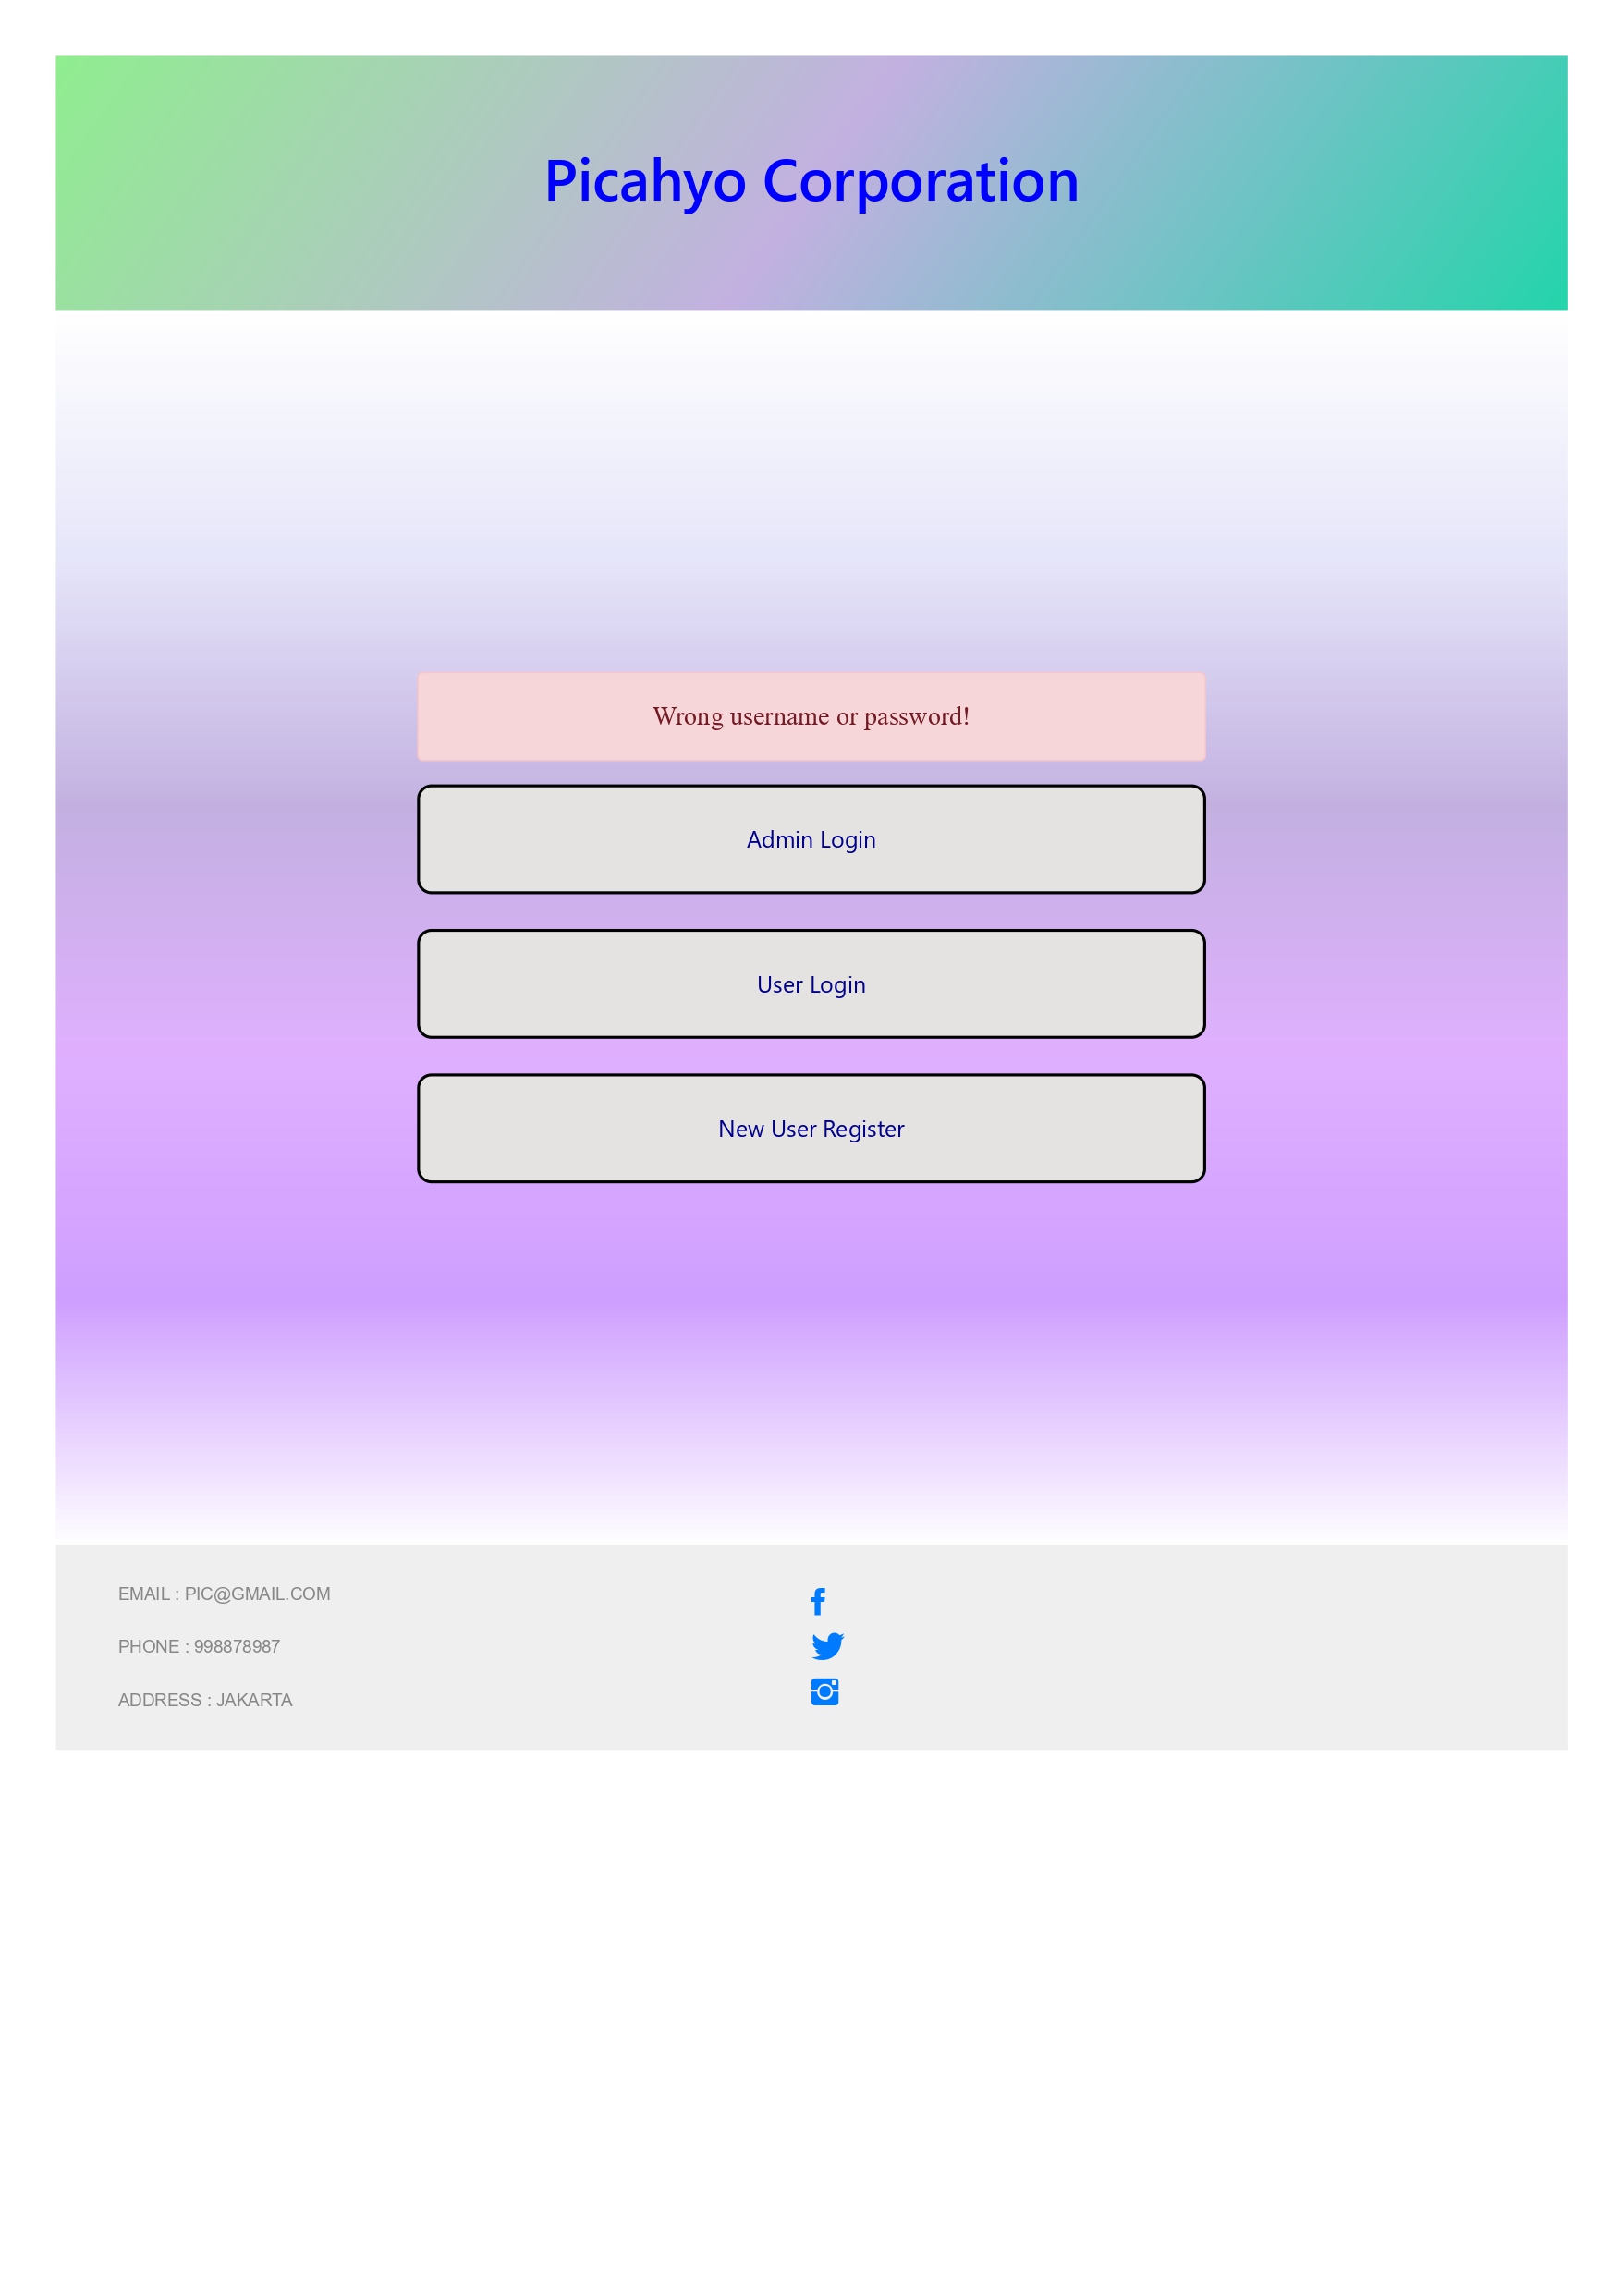 Picahyo Corporation
Wrong username or password!
Admin Login
User Login
New User Register
EMAIL : PIC@GMAIL.COM
PHONE : 998878987
ADDRESS : JAKARTA